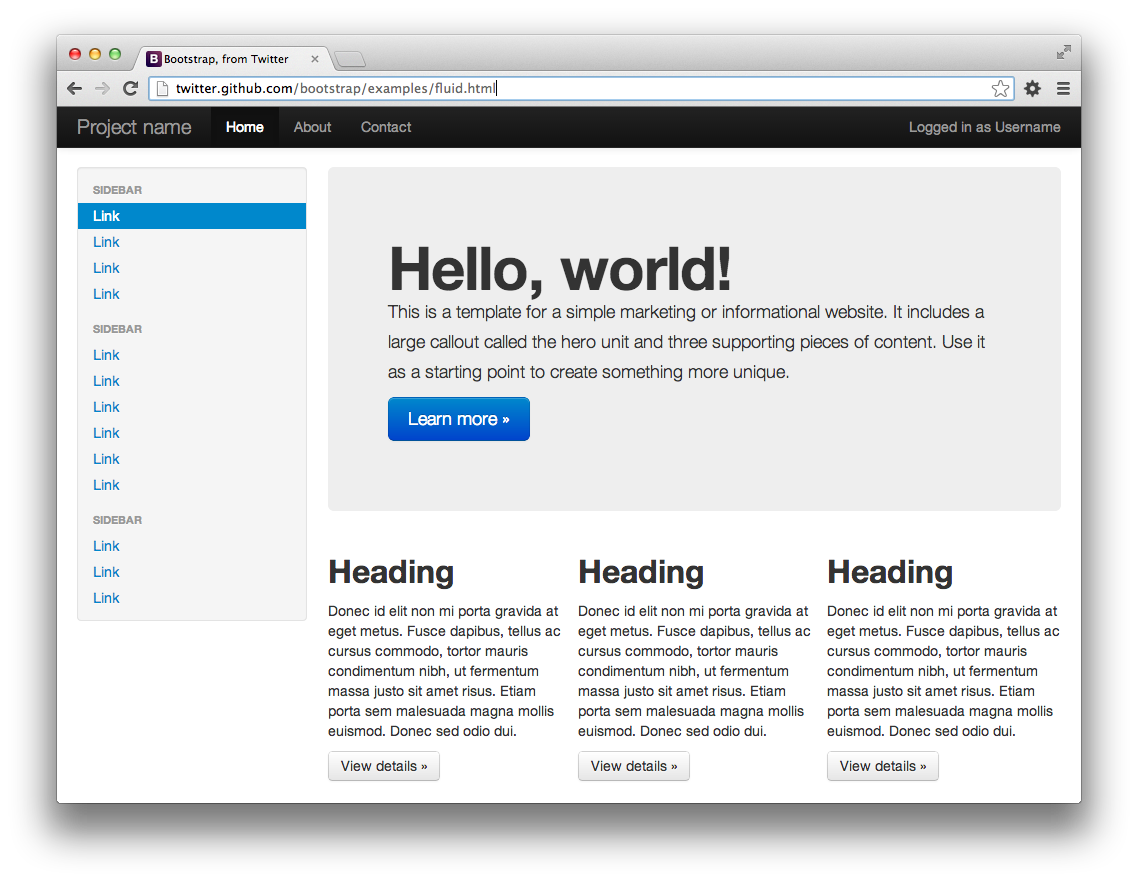 Bootstrap, from Twitter
twitter.github.com/bootstrap/examples/fluid.html
Project name Home About Contact Logged in as Username
SIDEBAR
Link
Link
Link
Link
SIDEBAR
Link
Link
Link
Link
Link
Link
SIDEBAR
Link
Link
Link
Hello, world!
This is a template for a simple marketing or informational website. It includes a
large callout called the hero unit and three supporting pieces of content. Use it
as a starting point to create something more unique.
Learn more »
Heading
Donec id elit non mi porta gravida at
eget metus. Fusce dapibus, tellus ac
cursus commodo, tortor mauris
condimentum nibh, ut fermentum
massa justo sit amet risus. Etiam
porta sem malesuada magna mollis
euismod. Donec sed odio dui.
View details »
Heading
Donec id elit non mi porta gravida at
eget metus. Fusce dapibus, tellus ac
cursus commodo, tortor mauris
condimentum nibh, ut fermentum
massa justo sit amet risus. Etiam
porta sem malesuada magna mollis
euismod. Donec sed odio dui.
View details »
Heading
Donec id elit non mi porta gravida at
eget metus. Fusce dapibus, tellus ac
cursus commodo, tortor mauris
condimentum nibh, ut fermentum
massa justo sit amet risus. Etiam
porta sem malesuada magna mollis
euismod. Donec sed odio dui.
View details »